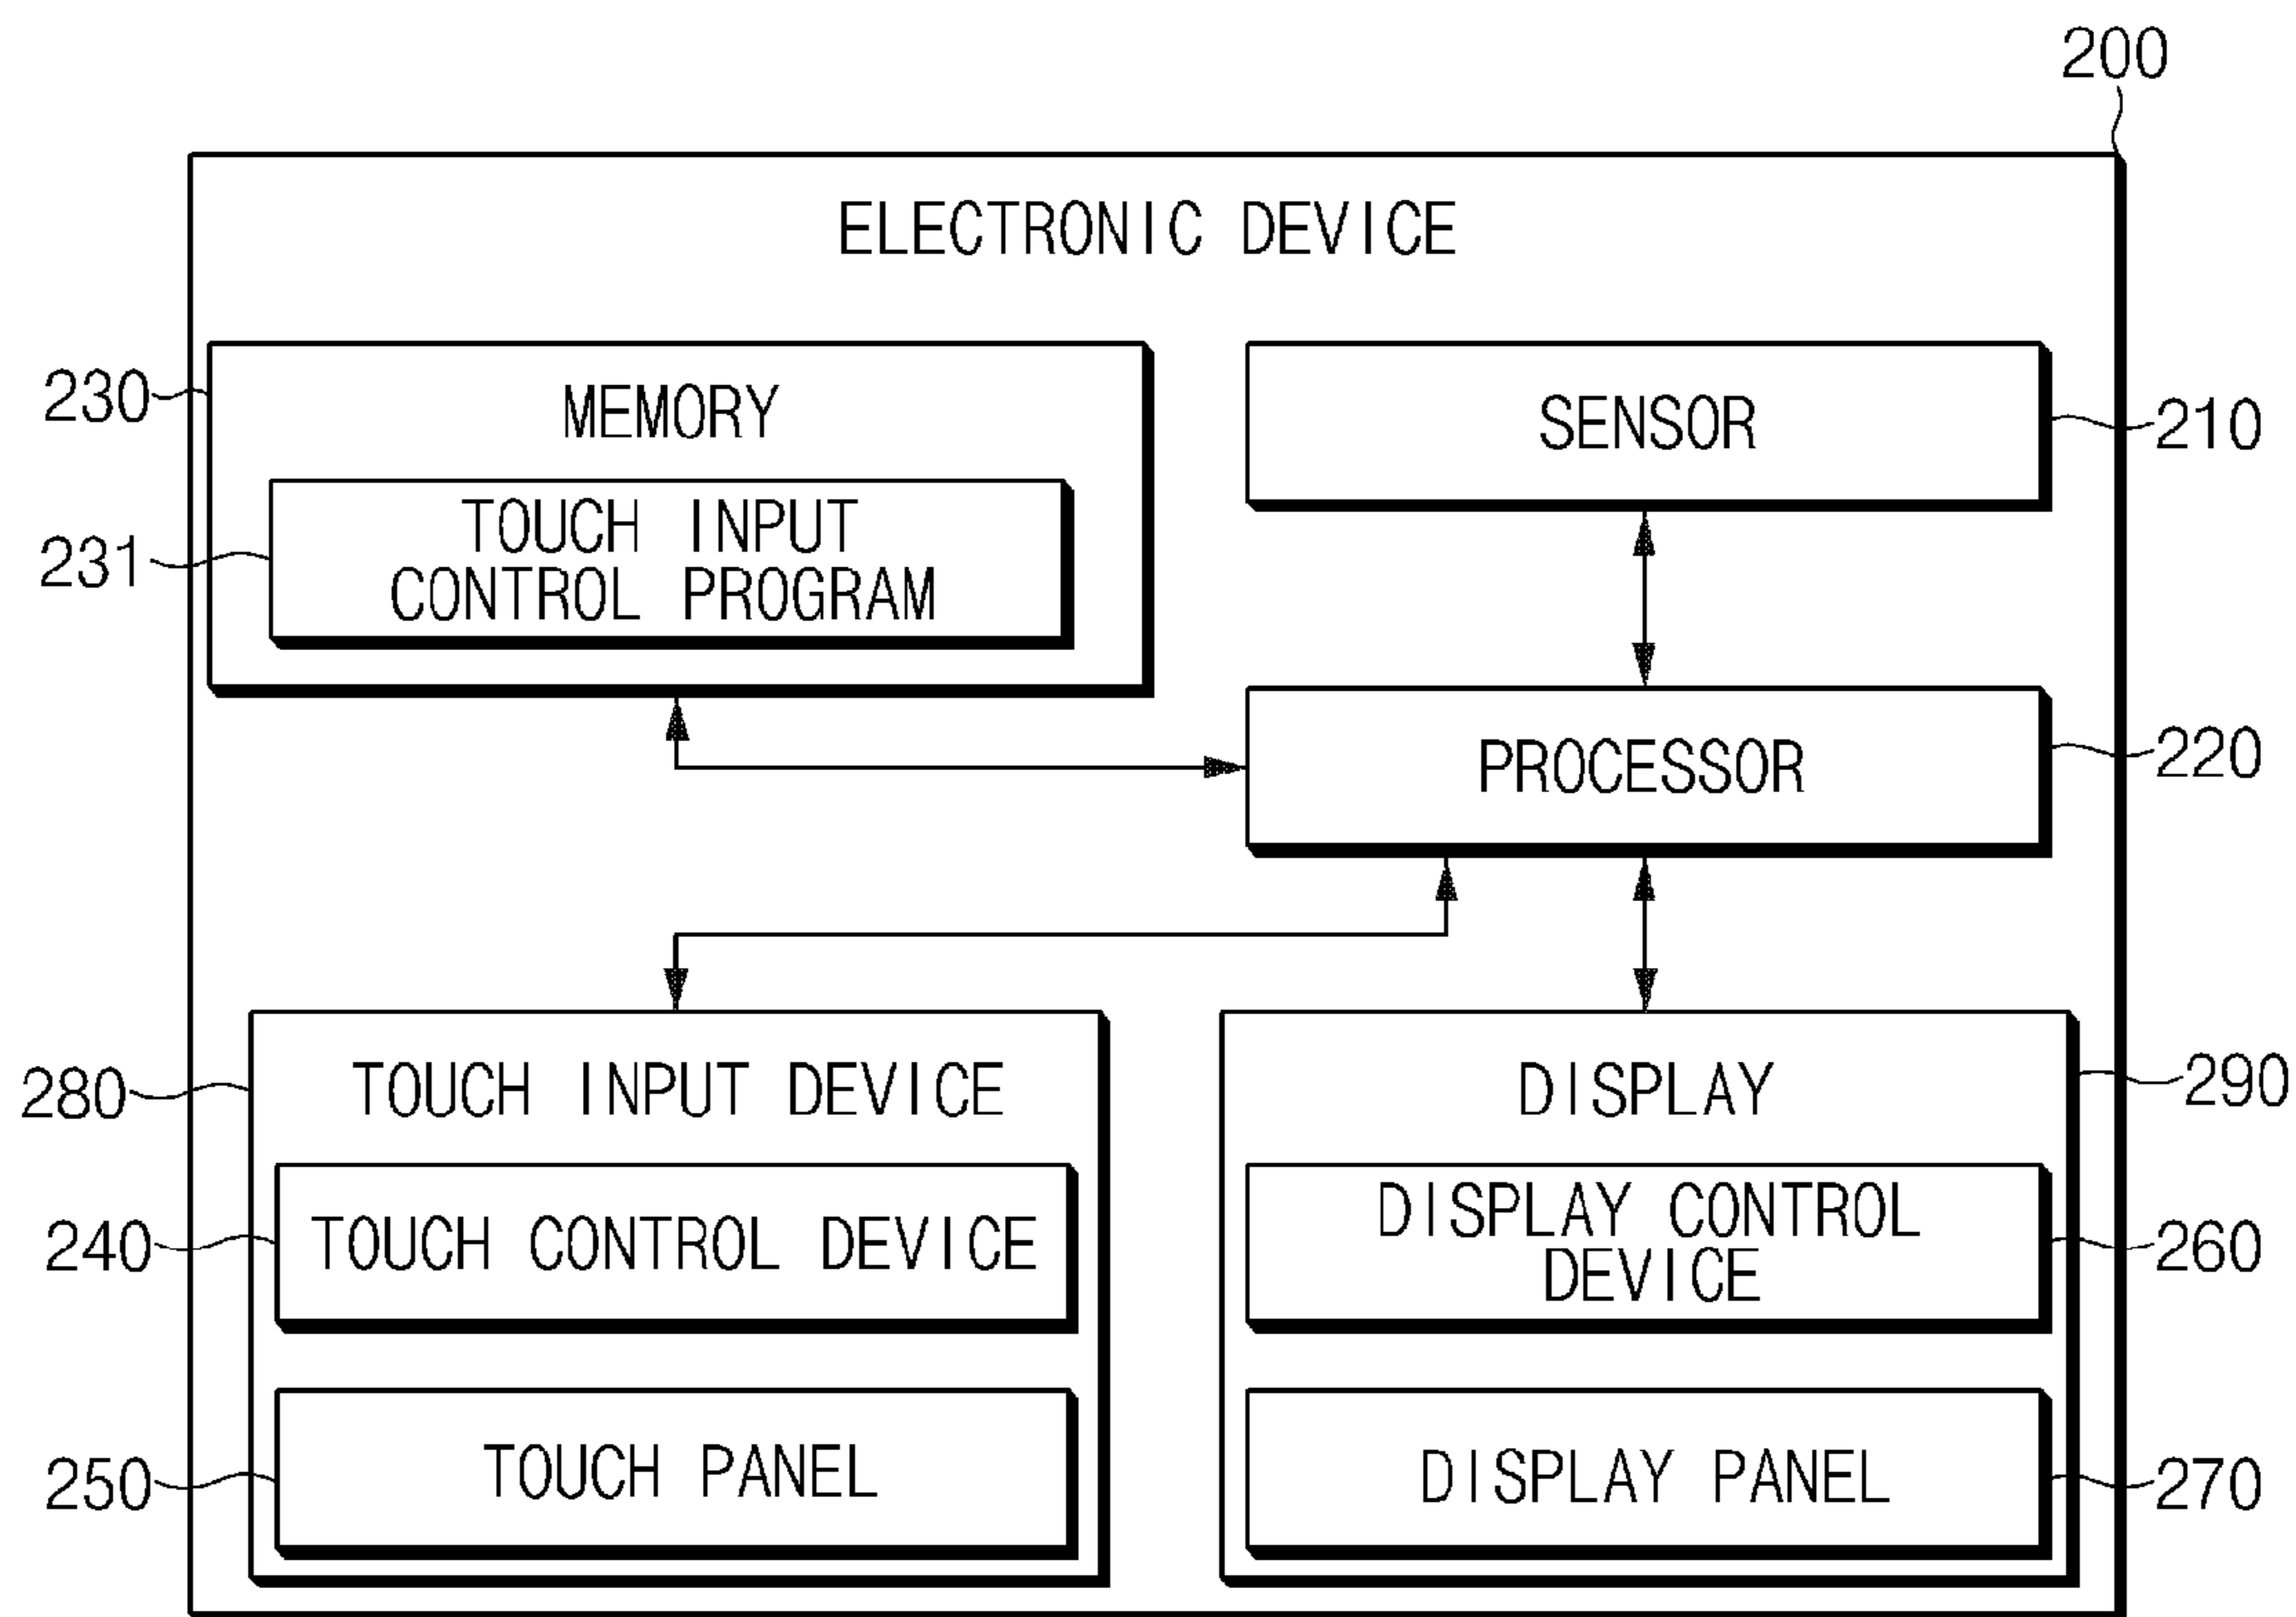 200
ELECTRONIC DEVICE
230
MEMORY
SENSOR
210
231
TOUCH INPUT
CONTROL PROGRAM
PROCESSOR
220
280
TOUCH INPUT DEVICE
DISPLAY
290
240
TOUCH CONTROL DEVICE
DISPLAY CONTROL
DEVICE
260
250
TOUCH PANEL
DISPLAY PANEL
270